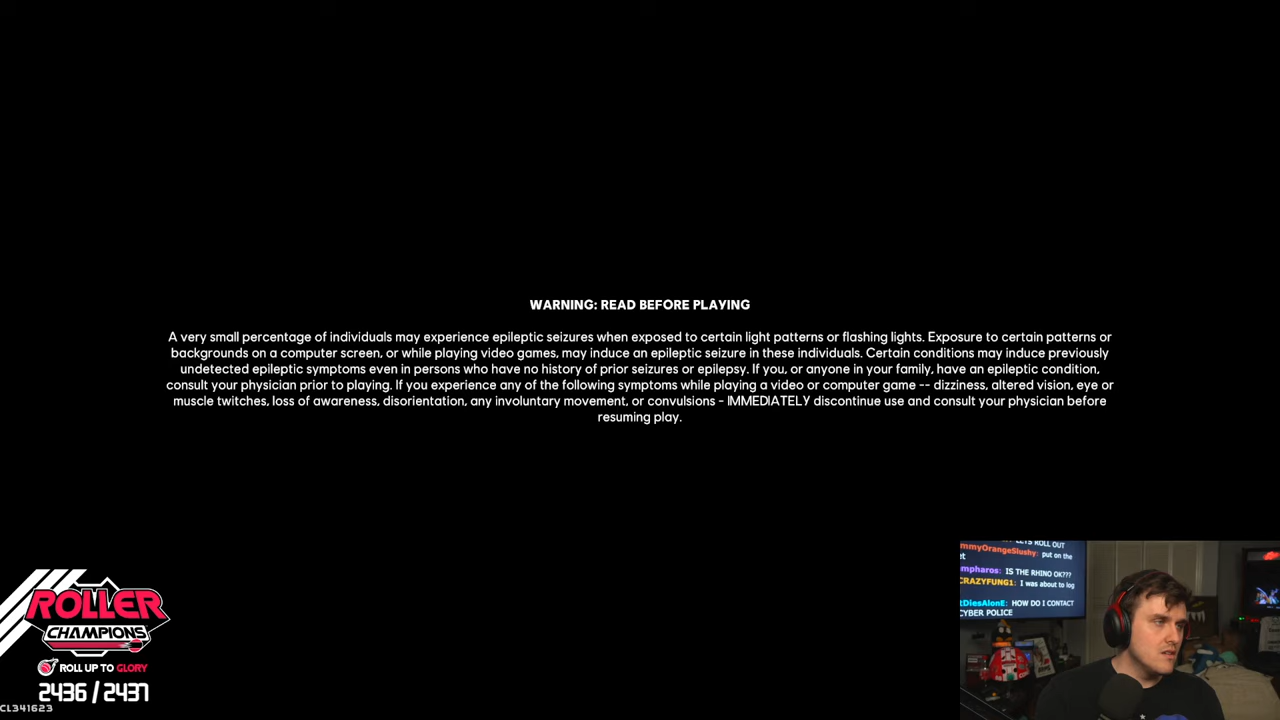 WARNING: READ BEFORE PLAYING
A very small percentage of individuals may experience epileptic seizures when exposed to certain light patterns or flashing lights. Exposure to certain patterns or
backgrounds on a computer screen, or while playing video games, may induce an epileptic seizure in these individuals. Certain conditions may induce previously
undetected epileptic symptoms even in persons who have no history of prior seizures or epilepsy. If you, or anyone in your family, have an epileptic condition,
consult your physician prior to playing. If you experience any of the following symptoms while playing a video or computer game -- dizziness, altered vision, eye or
muscle twitches, loss of awareness, disorientation, any involuntary movement, or convulsions - IMMEDIATELY discontinue use and consult your physician before
resuming play.
LETS ROLL OUT
mmyOrangeSlushy: put on the
et
mpharos: IS THE RHINO OK???
CRAZYFUNG1: I was about to log
tDiesAlonE: HOW DO I CONTACT
CYBER POLICE
ROLLER
CHAMPIONS
ROLL UP TO GLORY
2436 / 2437
CL341623